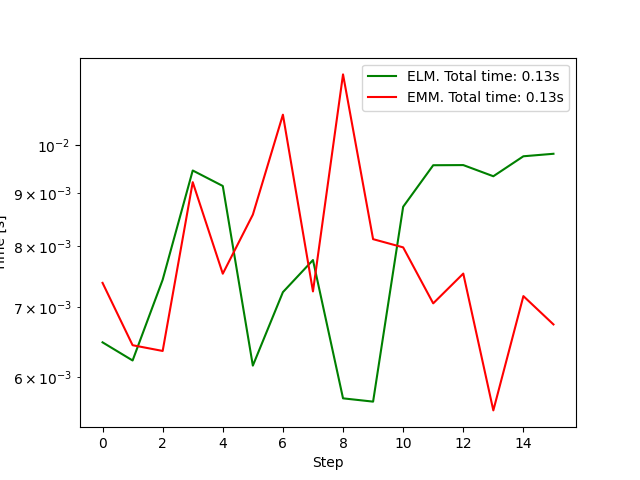 ELM. Total time: 0.13s
EMM. Total time: 0.13s
10⁻²
9 × 10⁻³
8 × 10⁻³
7 × 10⁻³
6 × 10⁻³
Time [s]
0 2 4 6 8 10 12 14
Step